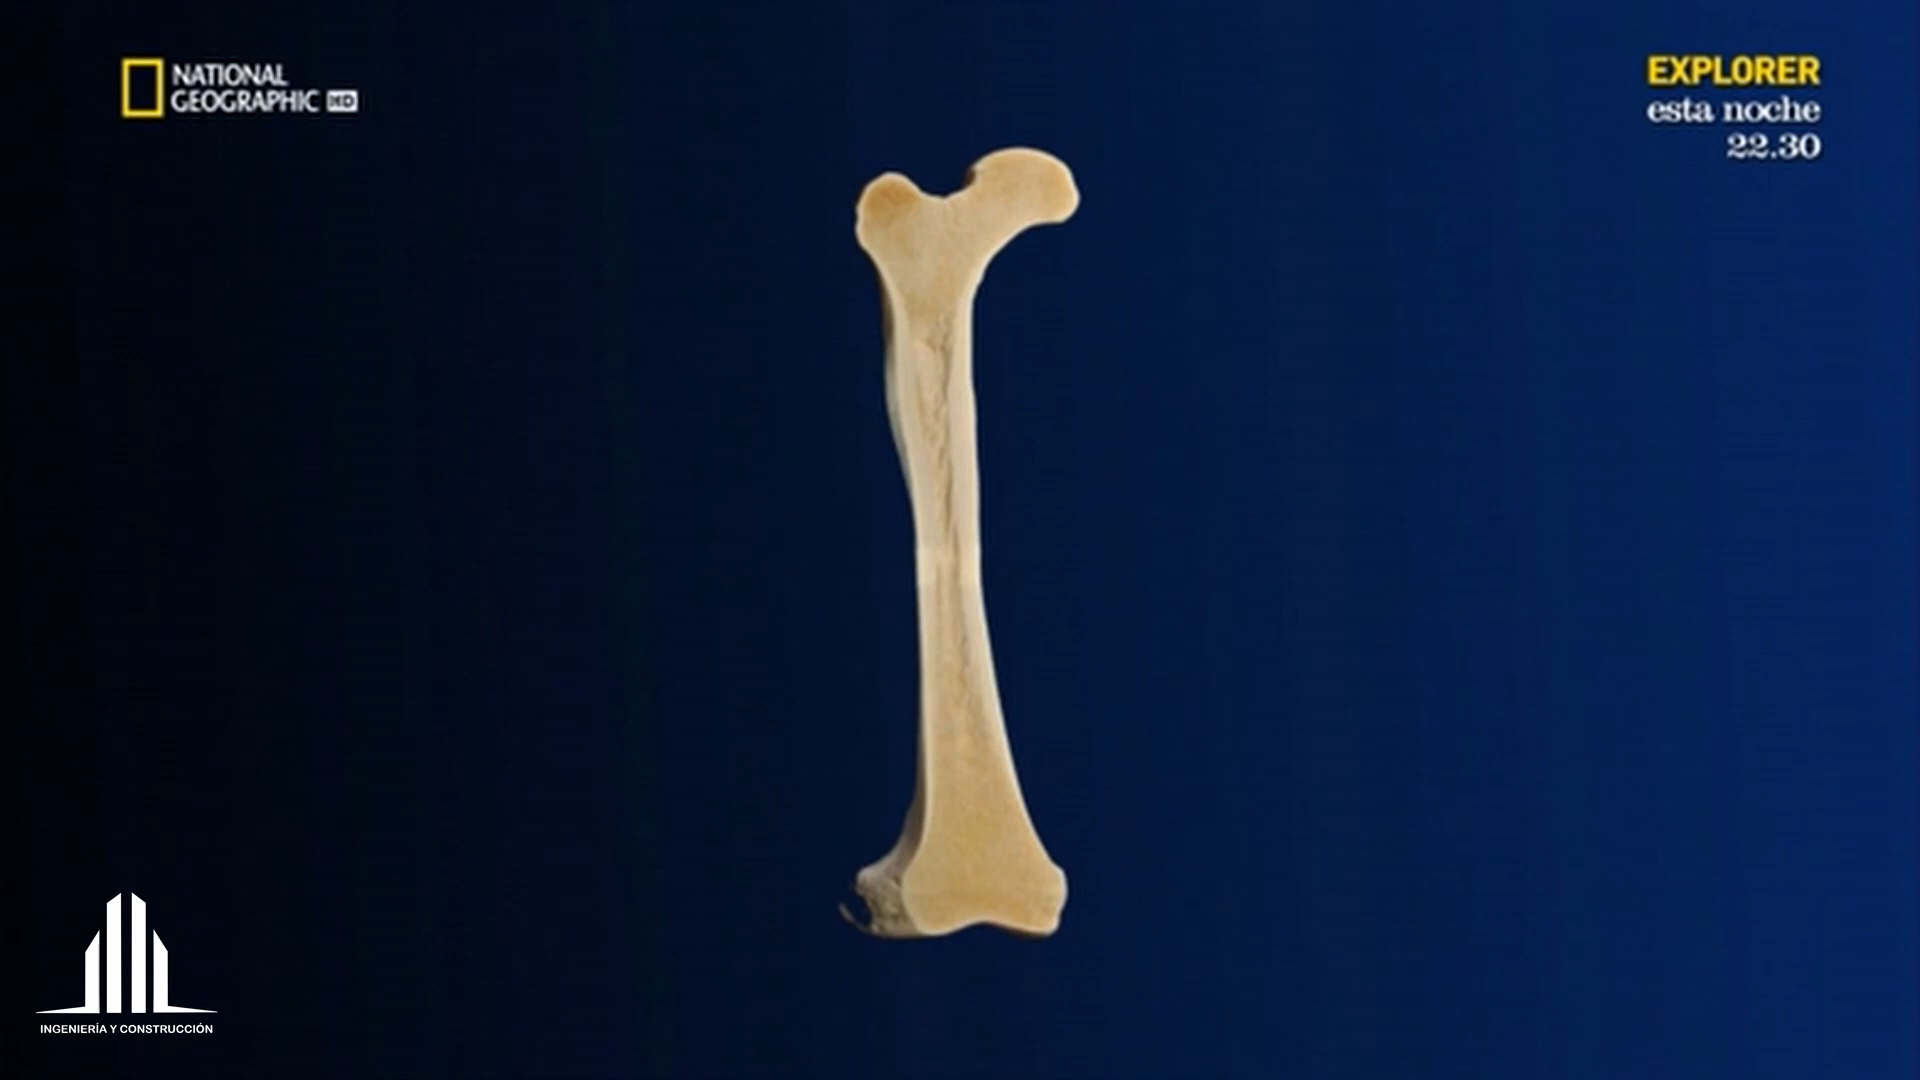 NATIONAL
GEOGRAPHIC HD
EXPLORER
esta noche
22.30
INGENIERÍA Y CONSTRUCCIÓN